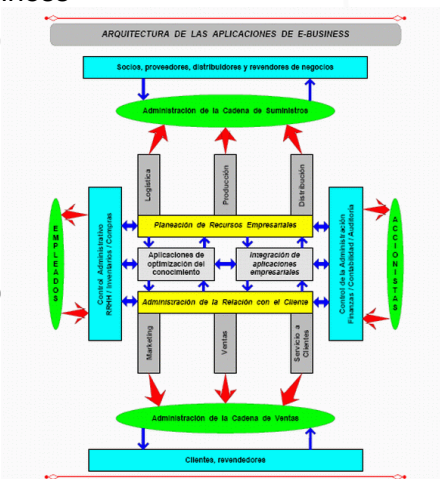 iness
ARQUITECTURA DE LAS APLICACIONES DE E-BUSINESS
Socios, proveedores, distribuidores y revendores de negocios
Administración de la Cadena de Suministros
Logística
Producción
Distribución
EMPLEADOS
Control Administrativo
RRHH / Inventarios / Compras
Planeación de Recursos Empresariales
Aplicaciones de
optimización del
conocimiento
Integración de
aplicaciones
empresariales
Administración de la Relación con el Cliente
Control de la Administración
Finanzas / Contabilidad / Auditoría
ACCIONISTAS
Marketing
Ventas
Servicio a
Clientes
Administración de la Cadena de Ventas
Clientes, revendedores